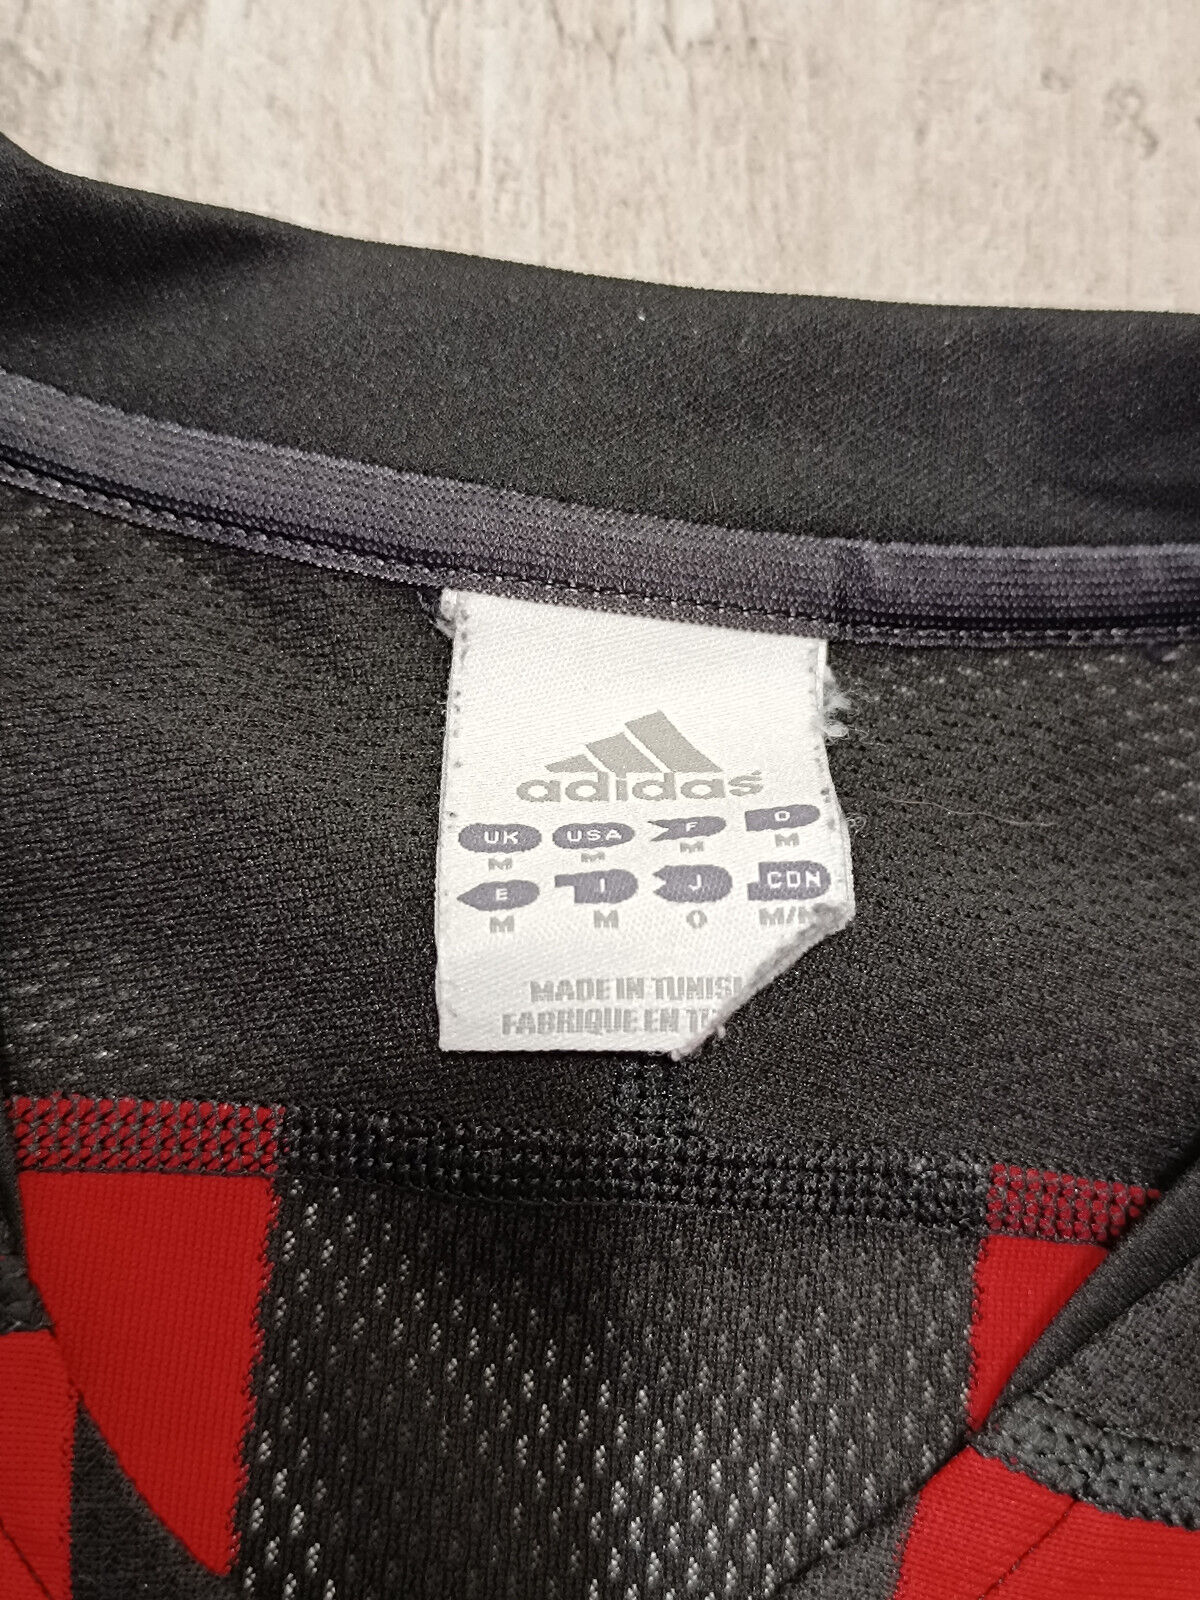 adidas
UK USA F D
M M M M
E I J CDN
M M O M/M
MADE IN TUNISI
FABRIQUE EN T